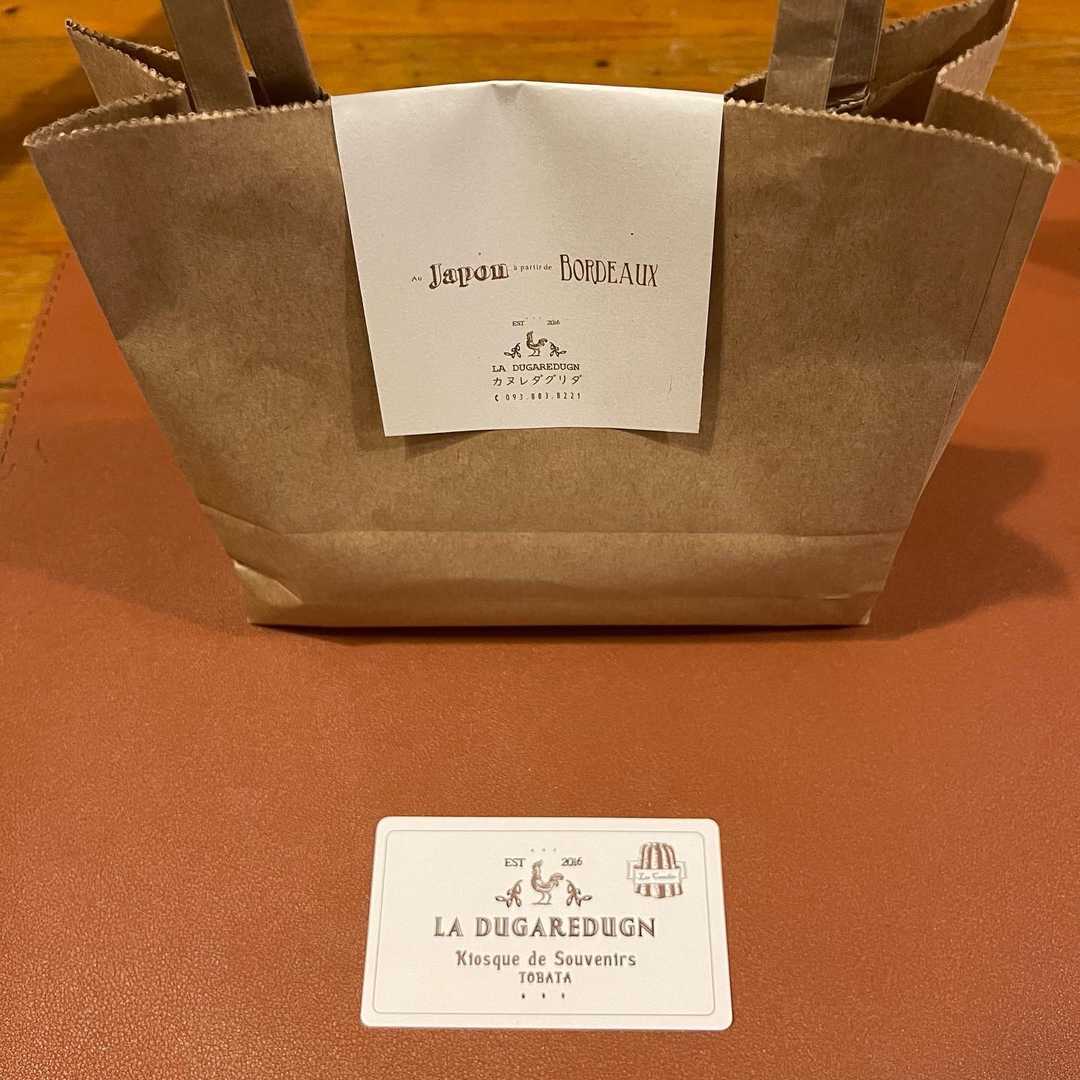 Au Japon à partir de BORDEAUX
EST 2016
LA DUGAREDUGN
カヌレダグリダ
093.883.8221
EST 2016
LA DUGAREDUGN
Kiosque de Souvenirs
TOBATA